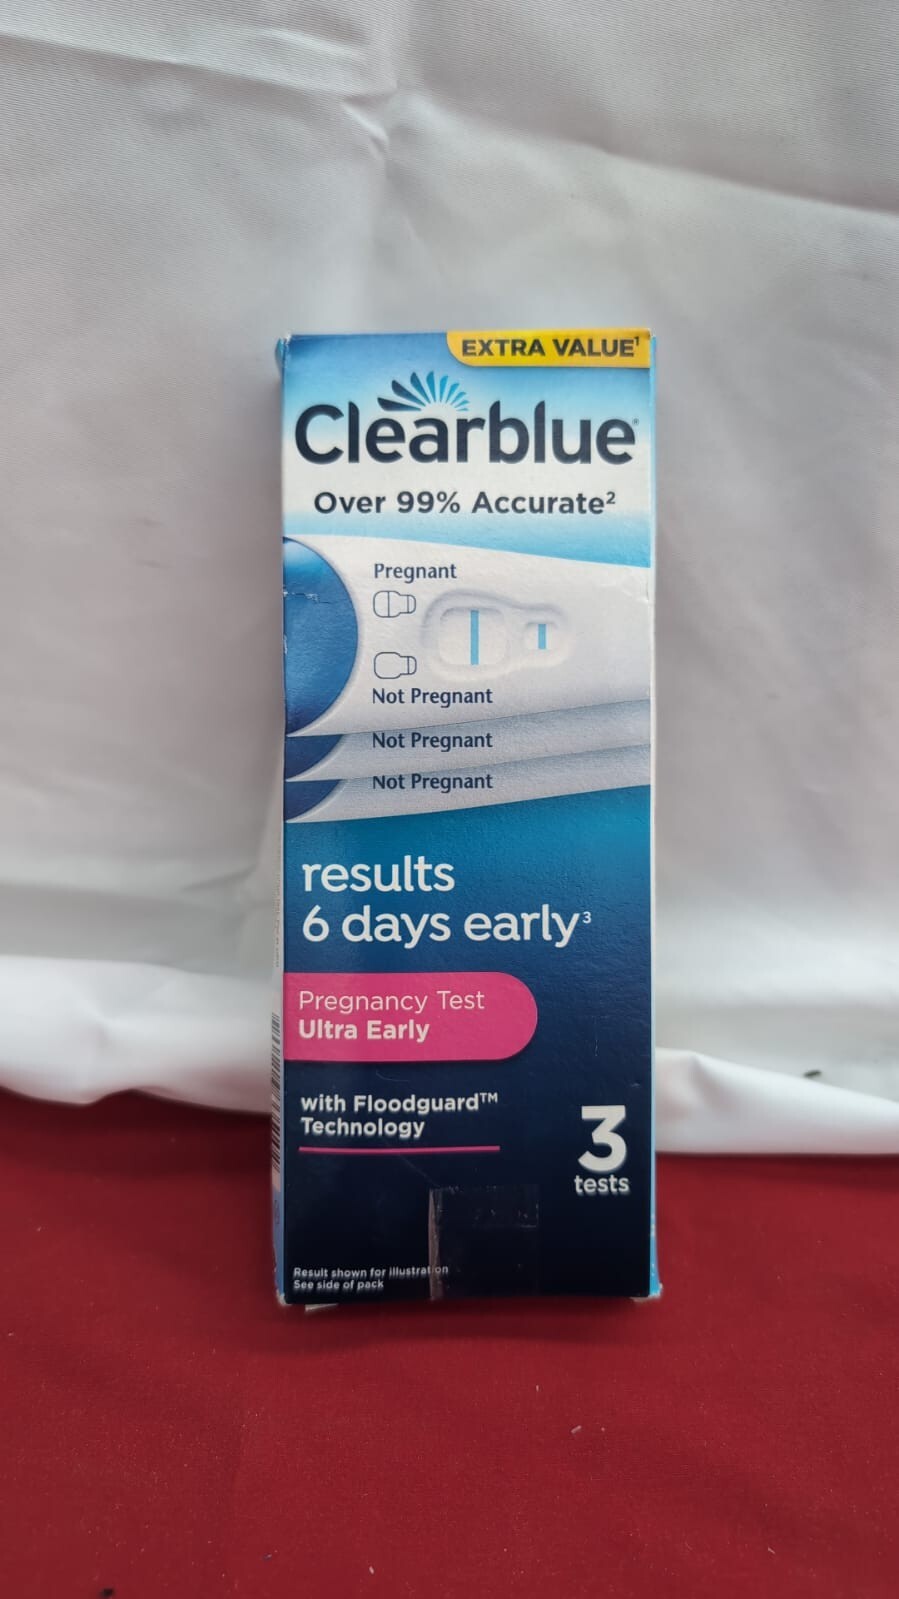 EXTRA VALUE¹
Clearblue®
Over 99% Accurate²
Pregnant
Not Pregnant
Not Pregnant
Not Pregnant
results
6 days early³
Pregnancy Test
Ultra Early
with Floodguard™
Technology
3
tests
Result shown for illustration
See side of pack